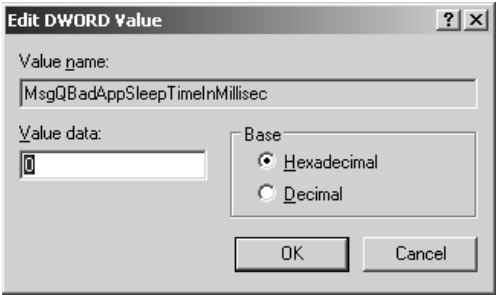 Edit DWORD Value
Value name:
MsgQBadAppSleepTimeInMillisec
Value data:
0
Base
Hexadecimal
Decimal
OK
Cancel